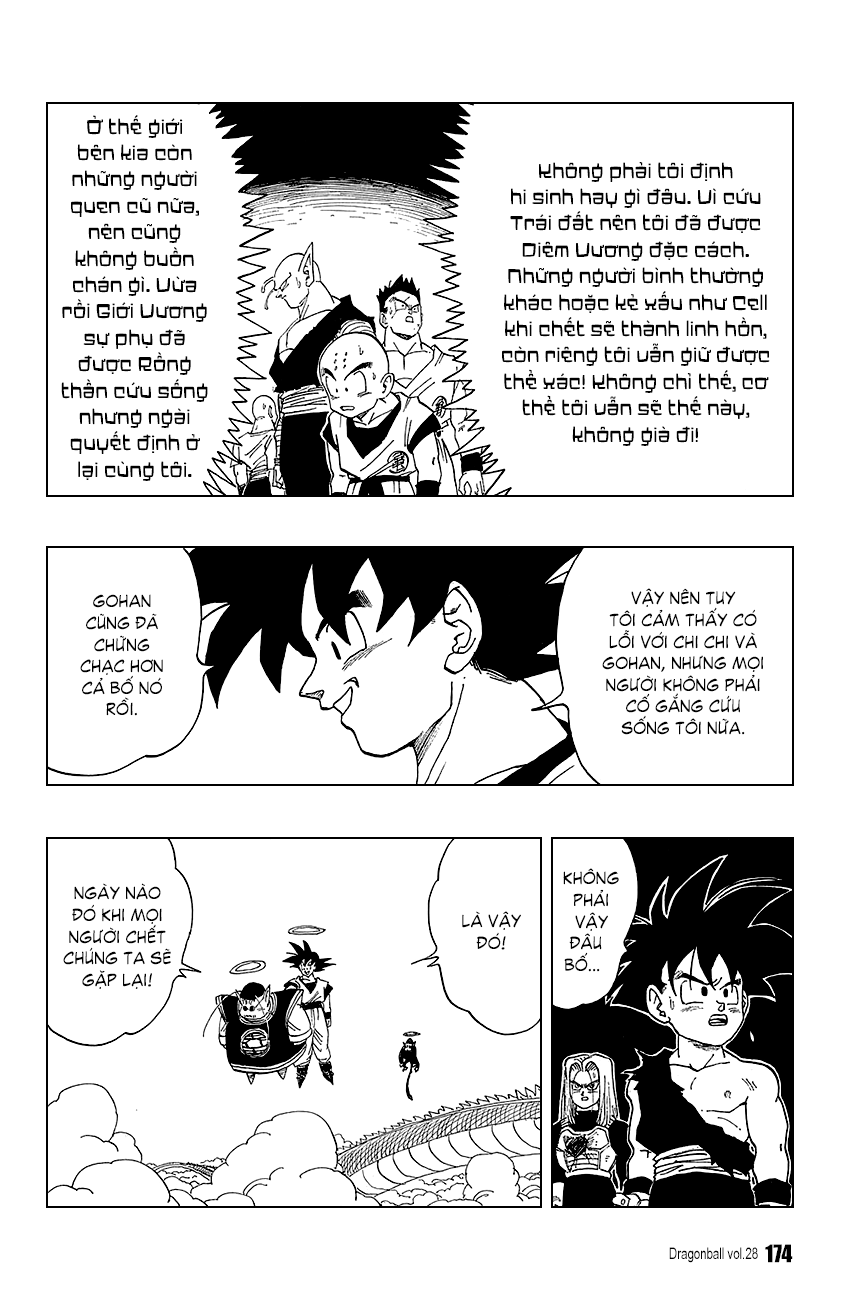 Không phải tôi định
hi sinh hay gì đâu. Vì cứu
Trái đất nên tôi đã được
Diêm Vương đặc cách.
Những người bình thường
khác hoặc kẻ xấu như Cell
khi chết sẽ thành linh hồn,
còn riêng tôi vẫn giữ được
thể xác! Không chỉ thế, cơ
thể tôi vẫn sẽ thế này,
không già đi!
Ở thế giới
bên kia còn
những người
quen cũ nữa,
nên cũng
không buồn
chán gì. Vừa
rồi Giới Vương
sự phụ đã
được Rồng
thần cứu sống
nhưng ngài
quyết định ở
lại cùng tôi.
VẬY NÊN TUY
TÔI CẢM THẤY CÓ
LỖI VỚI CHI CHI VÀ
GOHAN, NHƯNG MỌI
NGƯỜI KHÔNG PHẢI
CỐ GẮNG CỨU
SỐNG TÔI NỮA.
GOHAN
CŨNG ĐÃ
CHỨNG
CHẠC HƠN
CẢ BỐ NÓ
RỒI.
KHÔNG
PHẢI
VẬY
ĐÂU
BỐ...
LÀ VẬY
ĐÓ!
NGÀY NÀO
ĐÓ KHI MỌI
NGƯỜI CHẾT
CHÚNG TA SẼ
GẶP LẠI!
Dragonball vol.28 174